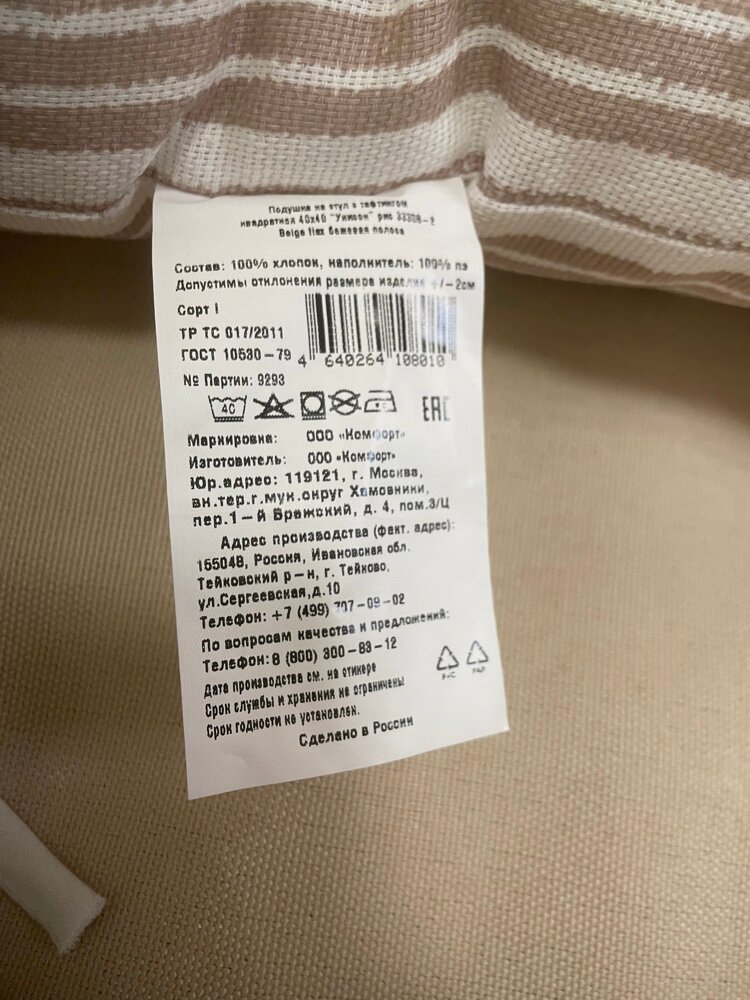 Подушка на стул с тафтингом
квадратная 40х40 "Унисон" рис 33208-2
Beige flax бежевая полоса
Состав: 100% хлопок, наполнитель: 100% пэ
Допустимы отклонения размера изделия +/-2см
Сорт I
ТР ТС 017/2011
ГОСТ 10530-79
4 640264 108010
№ Партии: 9293
40
EAC
Маркировка: ООО «Комфорт»
Изготовитель: ООО «Комфорт»
Юр.адрес: 119121, г. Москва,
вн.тер.г.мун.округ Хамовники,
пер.1-й Вражский, д. 4, пом.3/Ц
Адрес производства (факт. адрес):
155048, Россия, Ивановская обл.
Тейковский р-н, г. Тейково,
ул.Сергеевская,д.10
Телефон: +7 (499) 707-09-02
По вопросам качества и предложений:
Телефон:8 (800) 300-83-12
Дата производства см. на стикере
Срок службы и хранения не ограничены
Срок годности не установлен.
Сделано в России